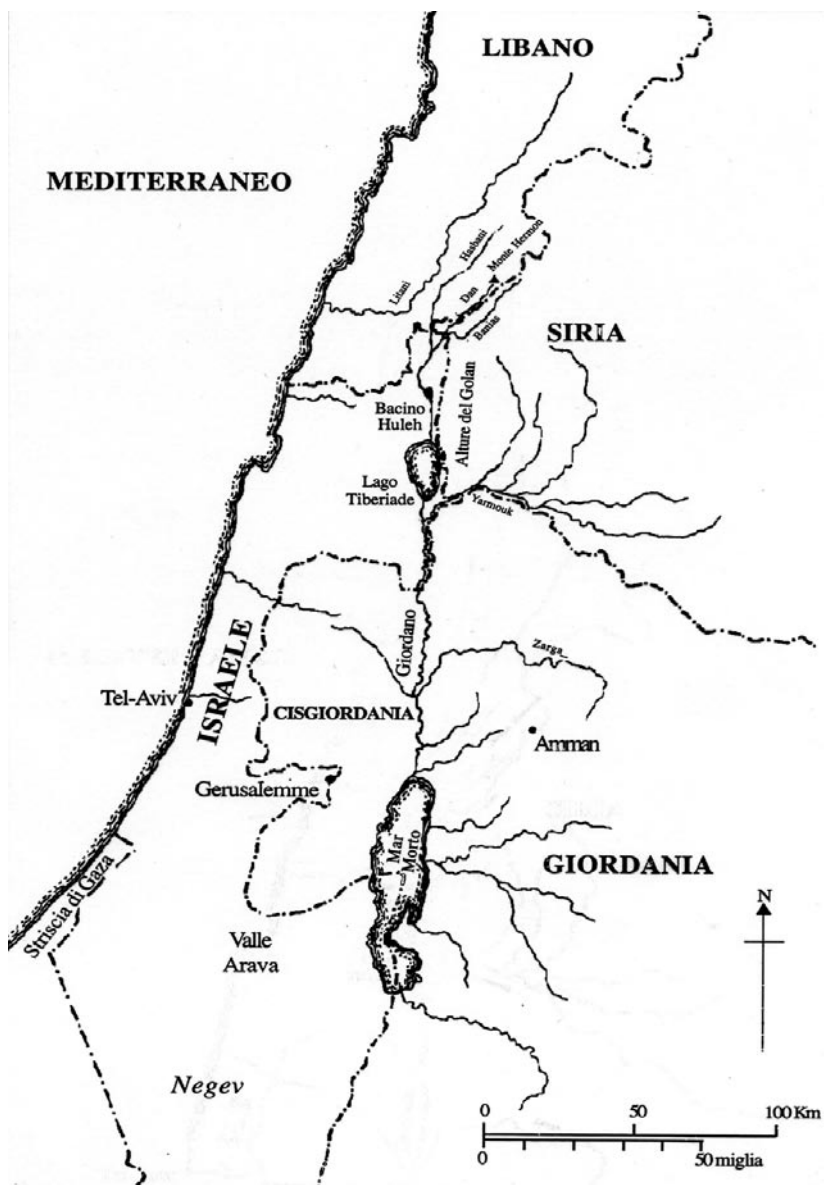 LIBANO
MEDITERRANEO
Hasbani
Monte Hermon
Litani
Dan
Banias
SIRIA
Alture del Golan
Bacino
Huleh
Lago
Tiberiade
Yarmouk
Giordano
Zarga
ISRAELE
Tel-Aviv
CISGIORDANIA
Amman
Gerusalemme
Mar
Morto
GIORDANIA
Striscia di Gaza
N
Valle
Arava
Negev
0 50 100 Km
0 50 miglia